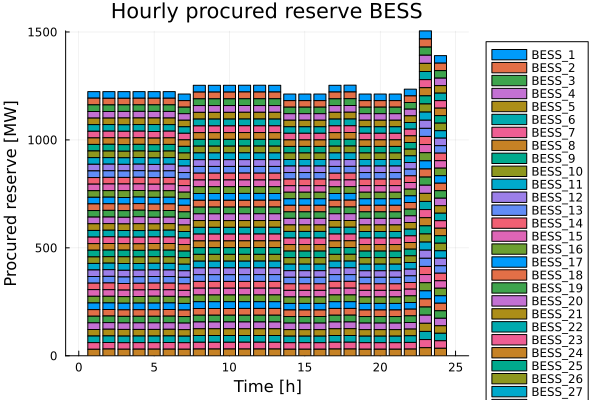 Hourly procured reserve BESS
Procured reserve [MW]
1500
1000
500
0
0 5 10 15 20 25
Time [h]
BESS_1
BESS_2
BESS_3
BESS_4
BESS_5
BESS_6
BESS_7
BESS_8
BESS_9
BESS_10
BESS_11
BESS_12
BESS_13
BESS_14
BESS_15
BESS_16
BESS_17
BESS_18
BESS_19
BESS_20
BESS_21
BESS_22
BESS_23
BESS_24
BESS_25
BESS_26
BESS_27